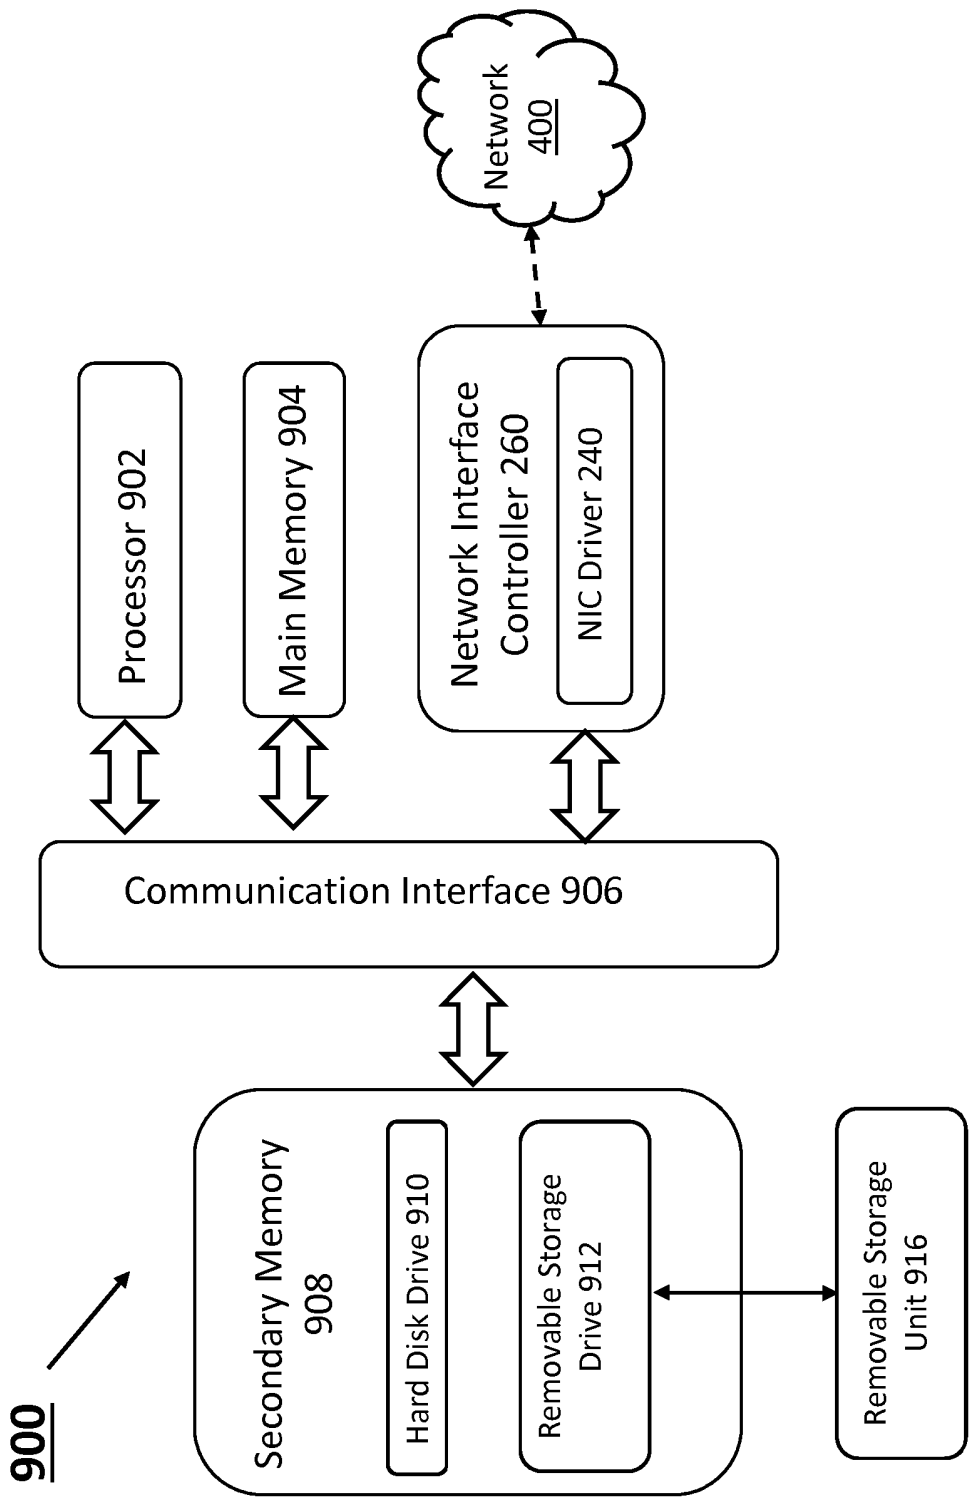 900
Processor 902
Main Memory 904
Network Interface
Controller 260
NIC Driver 240
Network
400
Communication Interface 906
Secondary Memory
908
Hard Disk Drive 910
Removable Storage
Drive 912
Removable Storage
Unit 916